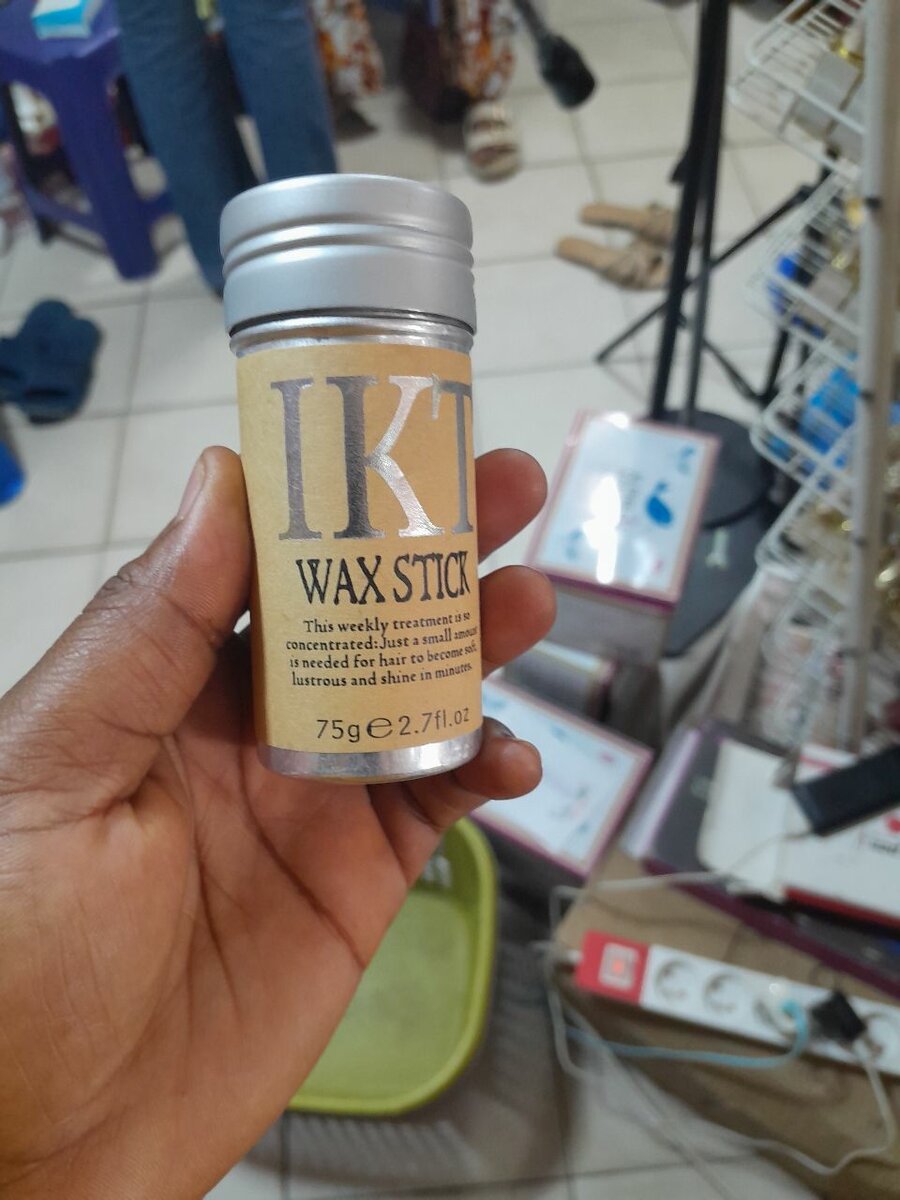 IKT
WAX STICK
This weekly treatment is so
concentrated:Just a small amount
is needed for hair to become soft,
lustrous and shine in minutes.
75g℮2.7fl.oz